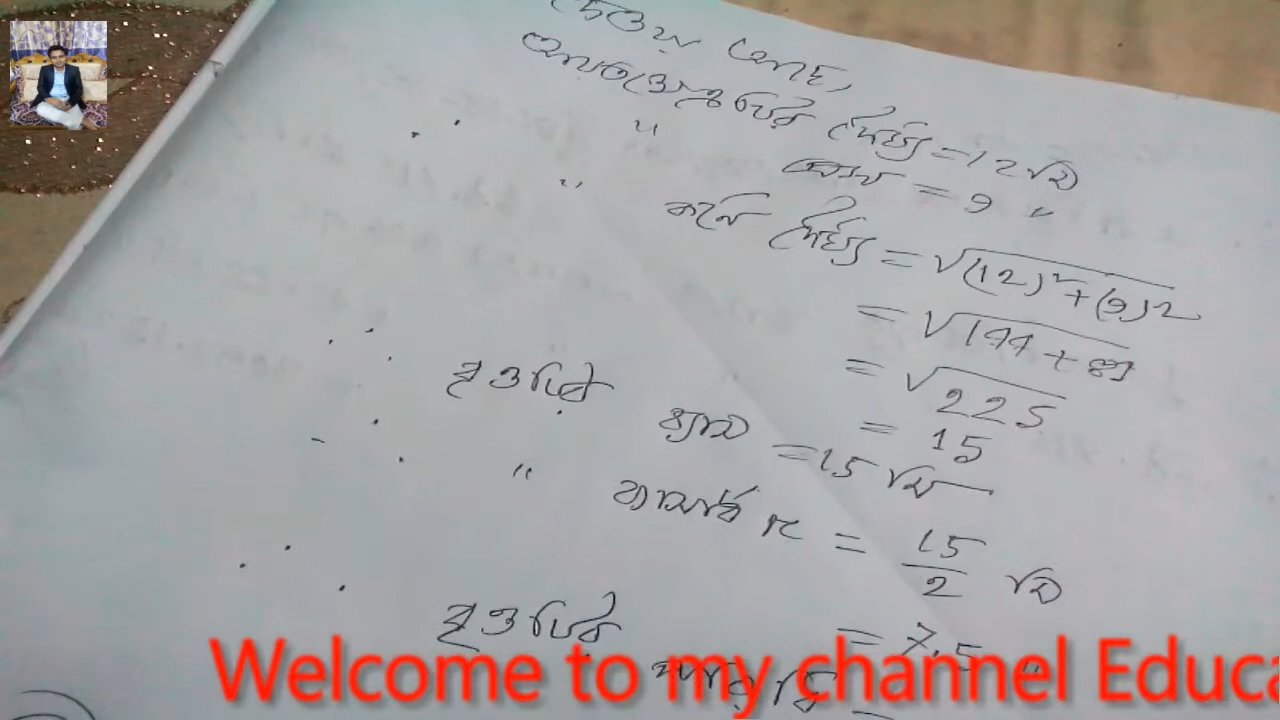 দেওয়া আছে,
আয়তক্ষেত্রটির দৈর্ঘ্য = 12 মি
∴ " প্রস্থ = 9 "
" কর্নের দৈর্ঘ্য = √(12)² + (9)²
= √144 + 81
= √225
= 15
∴ বৃত্তটির ব্যাস = 15 মি
∴ " ব্যাসার্ধ r = 15/2 মি
= 7.5 "
∴ বৃত্তটির পরিধি =
Welcome to my channel Educa